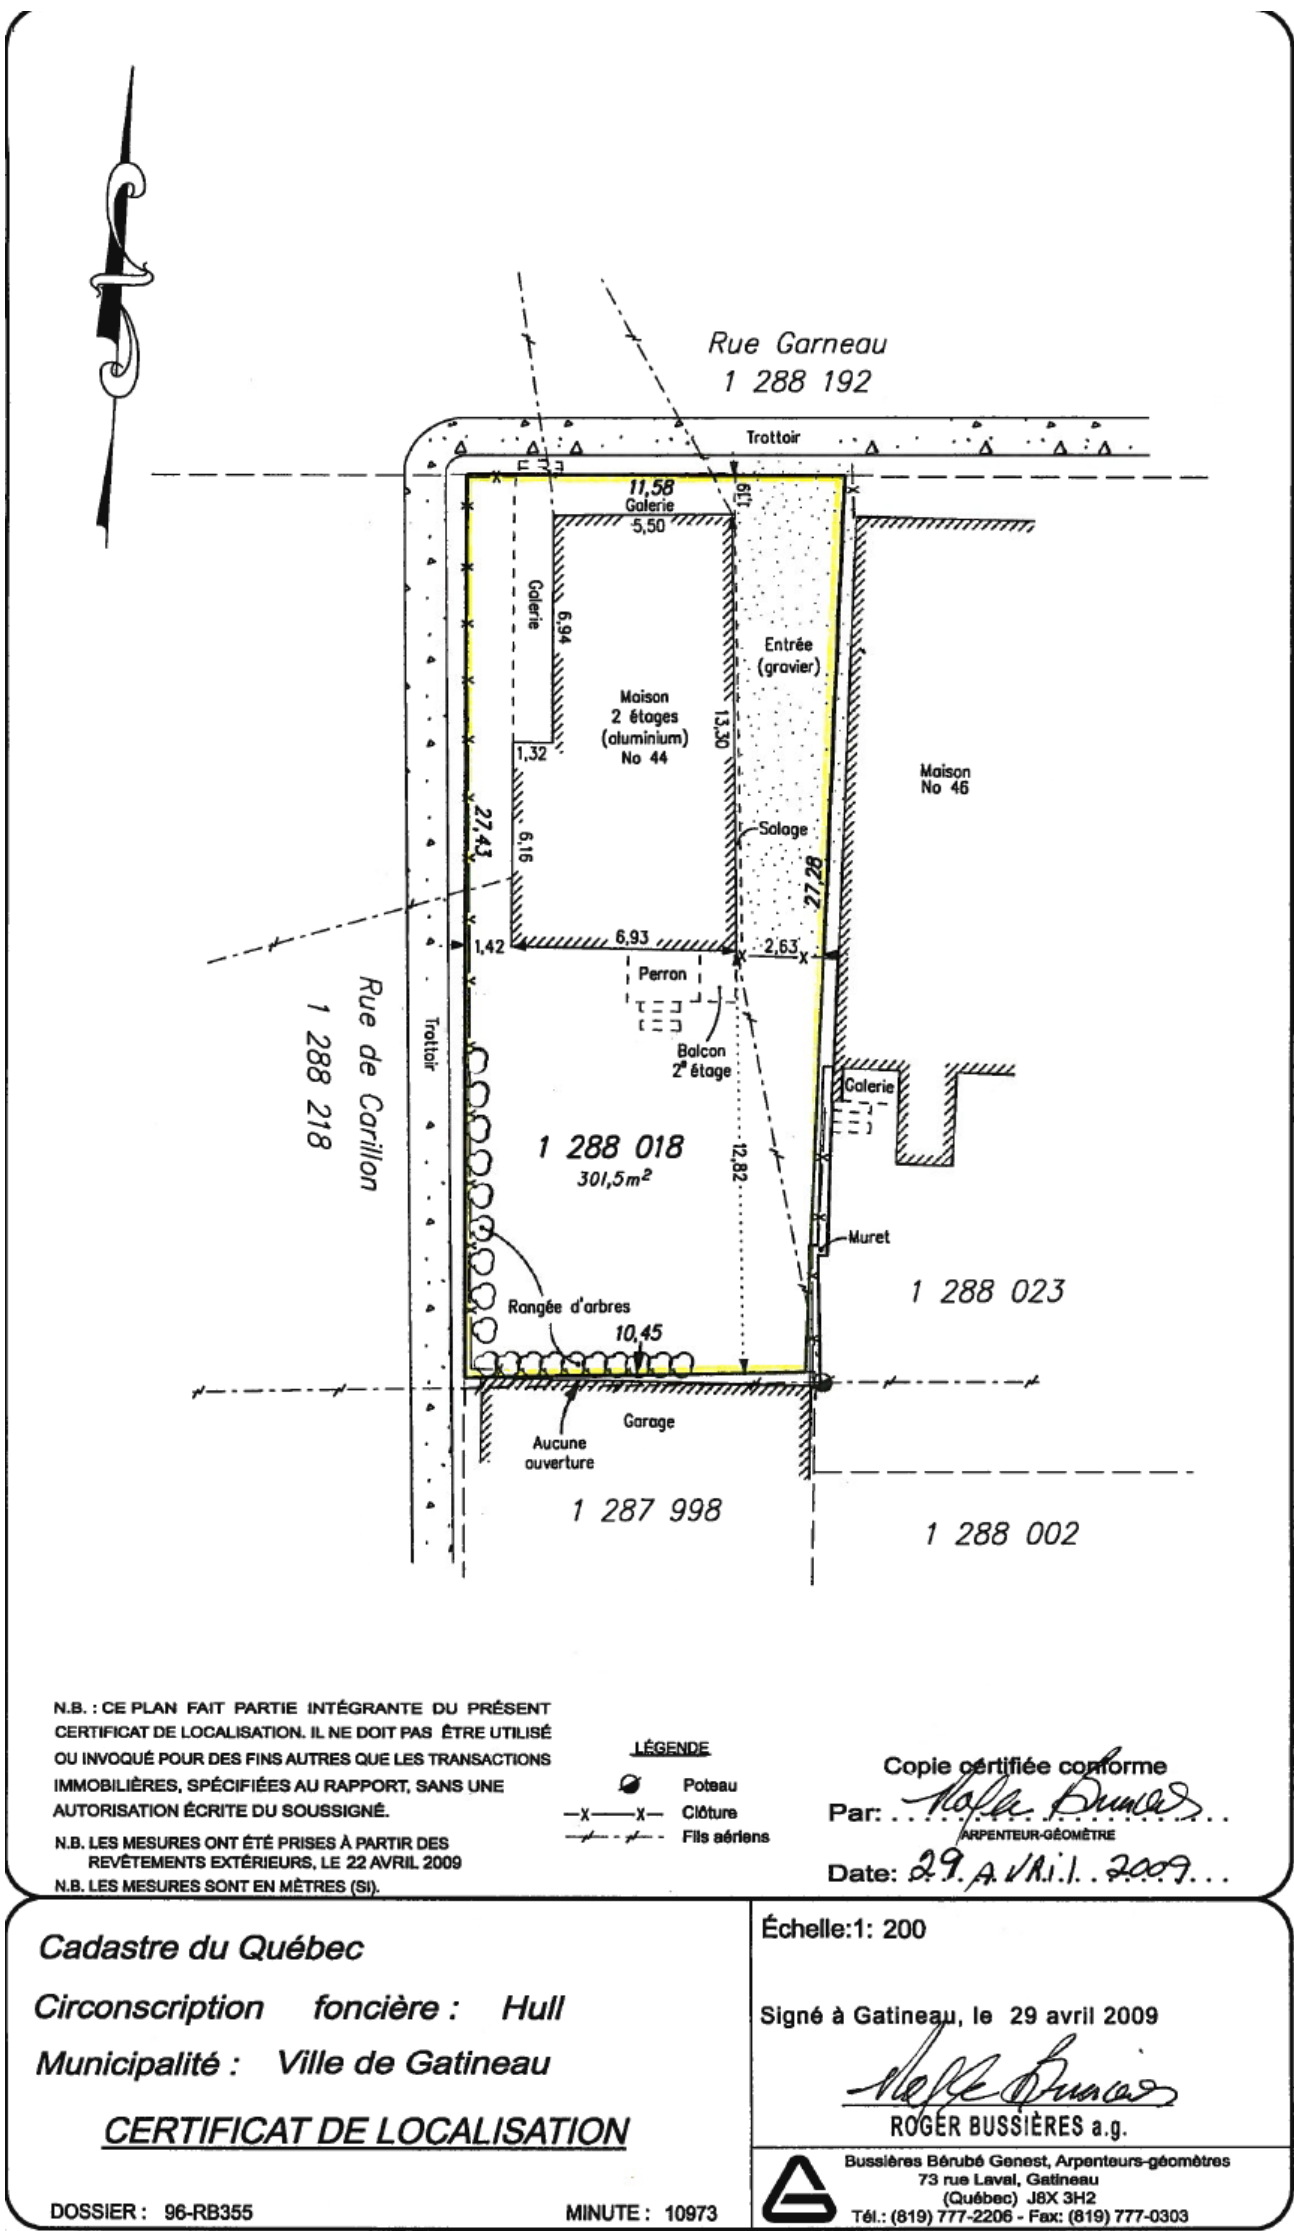 Rue Garneau
1 288 192
Trottoir
11,58
Galerie
5,50
1,19
Galerie
6,94
Entrée
(gravier)
Maison
2 étages
(aluminium)
No 44
13,30
1,32
Maison
No 46
27,43
6,16
Solage
27,28
1,42
6,93
2,63
Perron
Rue de Carillon
1 288 218
Trottoir
Balcon
2e étage
Galerie
1 288 018
301,5m²
12,82
Muret
1 288 023
Rangée d'arbres
10,45
Garage
Aucune
ouverture
1 287 998
1 288 002
N.B. : CE PLAN FAIT PARTIE INTÉGRANTE DU PRÉSENT
CERTIFICAT DE LOCALISATION. IL NE DOIT PAS ÊTRE UTILISÉ
OU INVOQUÉ POUR DES FINS AUTRES QUE LES TRANSACTIONS
IMMOBILIÈRES, SPÉCIFIÉES AU RAPPORT, SANS UNE
AUTORISATION ÉCRITE DU SOUSSIGNÉ.
N.B. LES MESURES ONT ÉTÉ PRISES À PARTIR DES
REVÊTEMENTS EXTÉRIEURS, LE 22 AVRIL 2009
N.B. LES MESURES SONT EN MÈTRES (SI).
LÉGENDE
Poteau
Clôture
Fils aériens
Copie certifiée conforme
Par:
ARPENTEUR-GÉOMÈTRE
Date: 29 AVRil 2009
Cadastre du Québec
Circonscription foncière : Hull
Municipalité : Ville de Gatineau
CERTIFICAT DE LOCALISATION
DOSSIER : 96-RB355
MINUTE : 10973
Échelle:1: 200
Signé à Gatineau, le 29 avril 2009
ROGER BUSSIÈRES a.g.
Bussières Bérubé Genest, Arpenteurs-géomètres
73 rue Laval, Gatineau
(Québec) J8X 3H2
Tél.: (819) 777-2206 - Fax: (819) 777-0303